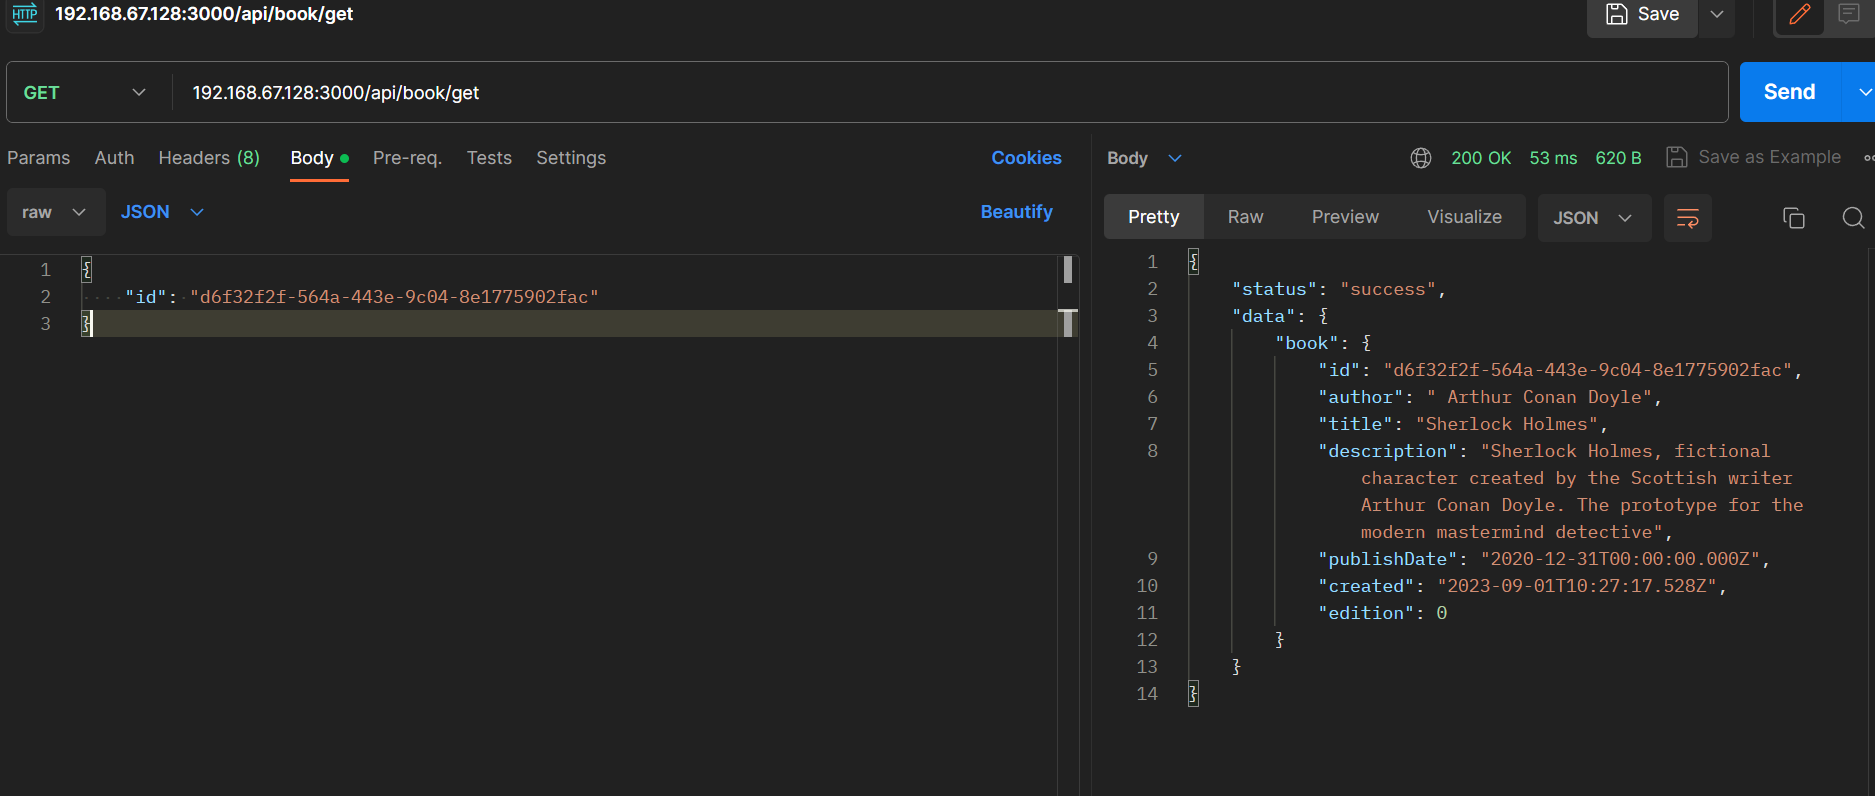 HTTP 192.168.67.128:3000/api/book/get
Save
GET 192.168.67.128:3000/api/book/get
Send
Params Auth Headers (8) Body Pre-req. Tests Settings Cookies
raw JSON Beautify
1 {
2 "id": "d6f32f2f-564a-443e-9c04-8e1775902fac"
3 }
Body 200 OK 53 ms 620 B Save as Example
Pretty Raw Preview Visualize JSON
1 {
2 "status": "success",
3 "data": {
4 "book": {
5 "id": "d6f32f2f-564a-443e-9c04-8e1775902fac",
6 "author": " Arthur Conan Doyle",
7 "title": "Sherlock Holmes",
8 "description": "Sherlock Holmes, fictional
character created by the Scottish writer
Arthur Conan Doyle. The prototype for the
modern mastermind detective",
9 "publishDate": "2020-12-31T00:00:00.000Z",
10 "created": "2023-09-01T10:27:17.528Z",
11 "edition": 0
12 }
13 }
14 }